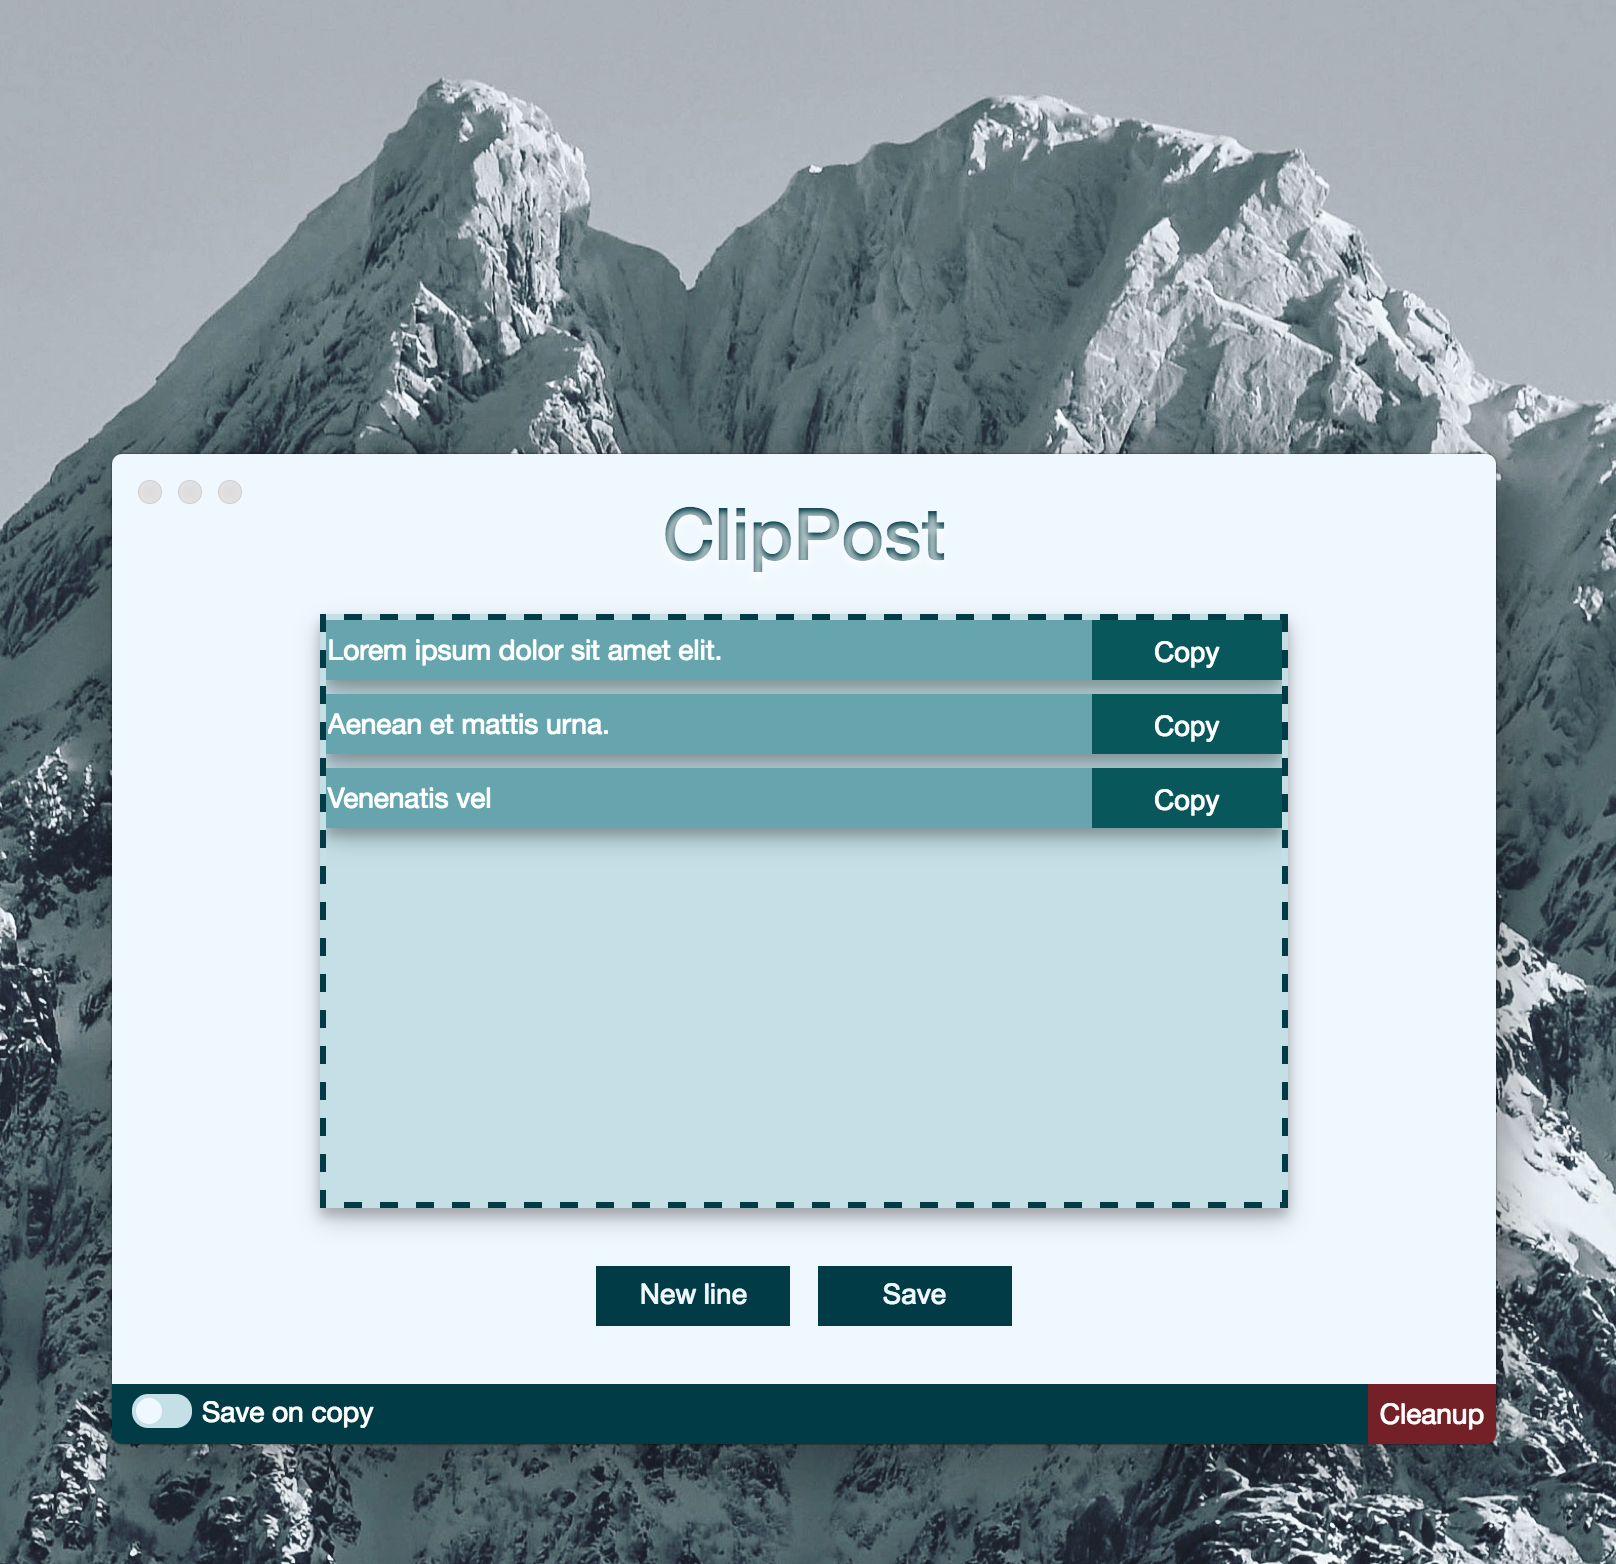 ClipPost
Lorem ipsum dolor sit amet elit.
Copy
Aenean et mattis urna.
Copy
Venenatis vel
Copy
New line
Save
Save on copy
Cleanup